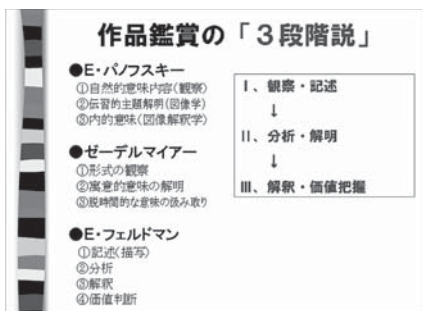 作品鑑賞の「３段階説」
●E・パノフスキー
①自然的意味内容(観察)
②伝習的主題解明(図像学)
③内的意味(図像解釈学)
●ゼーデルマイアー
①形式の観察
②寓意的意味の解明
③脱時間的な意味の汲み取り
●E・フェルドマン
①記述(描写)
②分析
③解釈
④価値判断
Ⅰ、観察・記述
↓
Ⅱ、分析・解明
↓
Ⅲ、解釈・価値把握